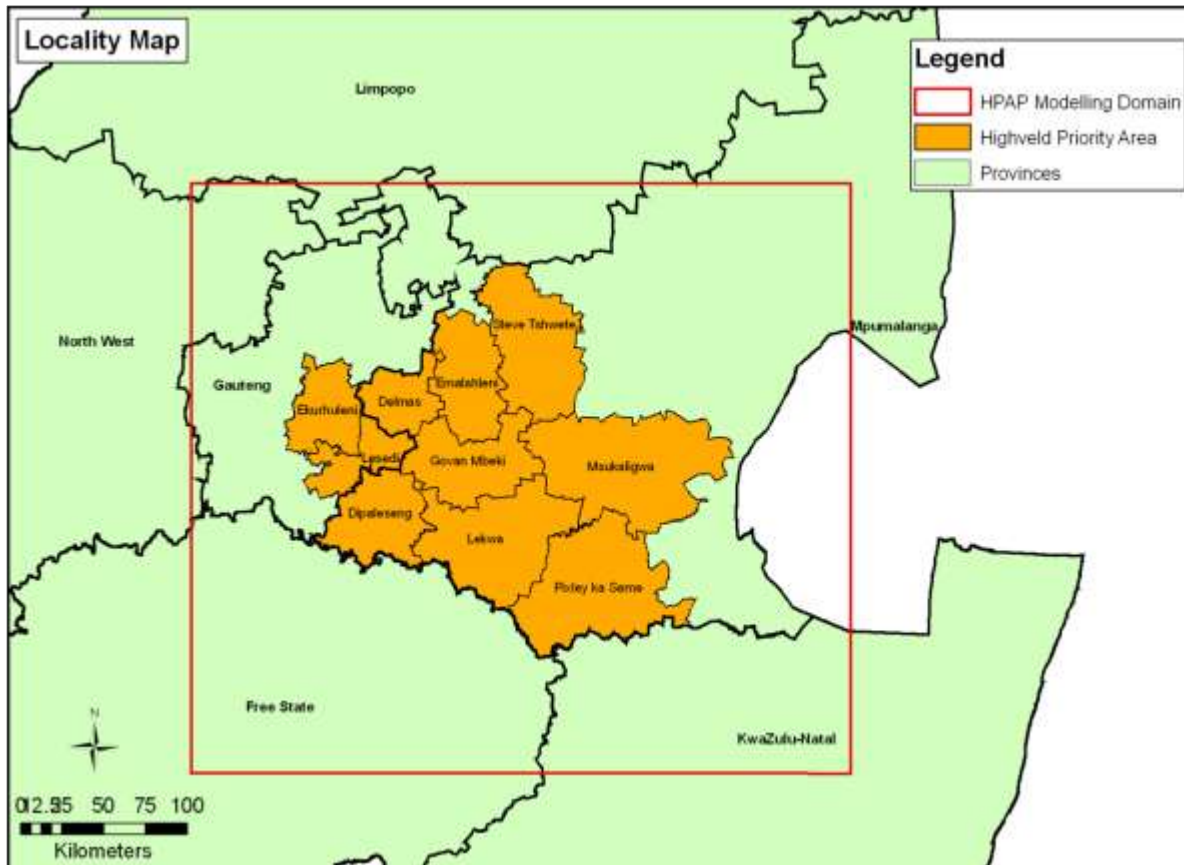 Locality Map
Legend
HPAP Modelling Domain
Highveld Priority Area
Provinces
Limpopo
North West
Gauteng
Mpumalanga
Steve Tshwete
Emalahleni
Delmas
Ekurhuleni
Lesedi
Govan Mbeki
Msukaligwa
Dipaleseng
Lekwa
Pixley ka Seme
Free State
KwaZulu-Natal
N
0 12.5 25 50 75 100
Kilometers